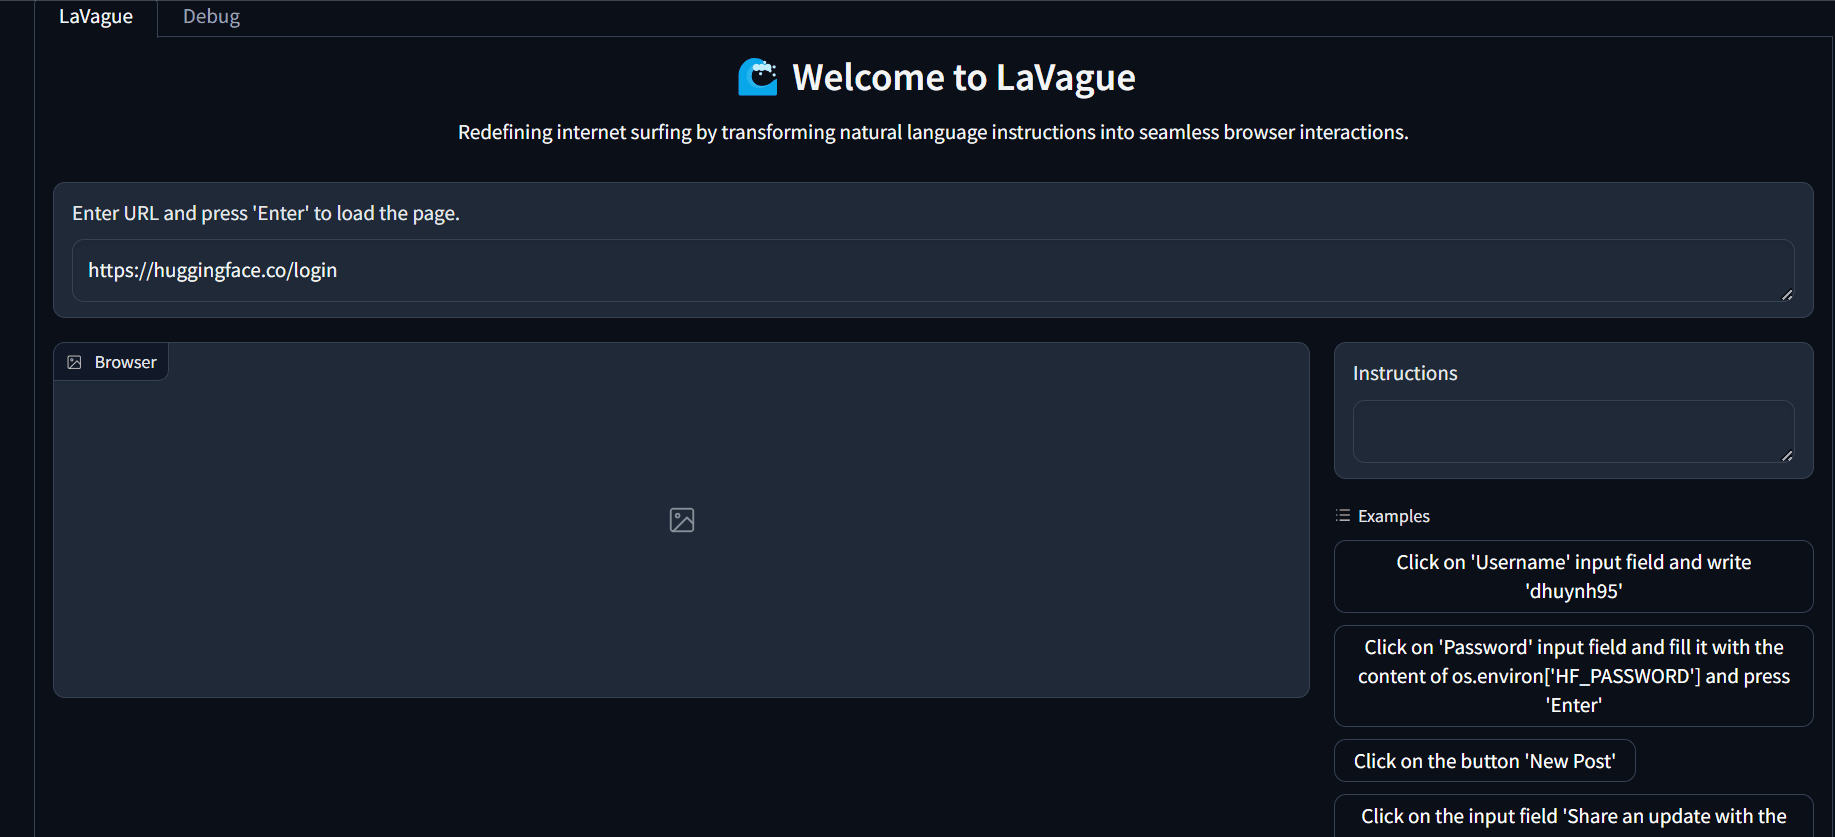 LaVague
Debug
Welcome to LaVague
Redefining internet surfing by transforming natural language instructions into seamless browser interactions.
Enter URL and press 'Enter' to load the page.
https://huggingface.co/login
Browser
Instructions
Examples
Click on 'Username' input field and write
'dhuynh95'
Click on 'Password' input field and fill it with the
content of os.environ['HF_PASSWORD'] and press
'Enter'
Click on the button 'New Post'
Click on the input field 'Share an update with the